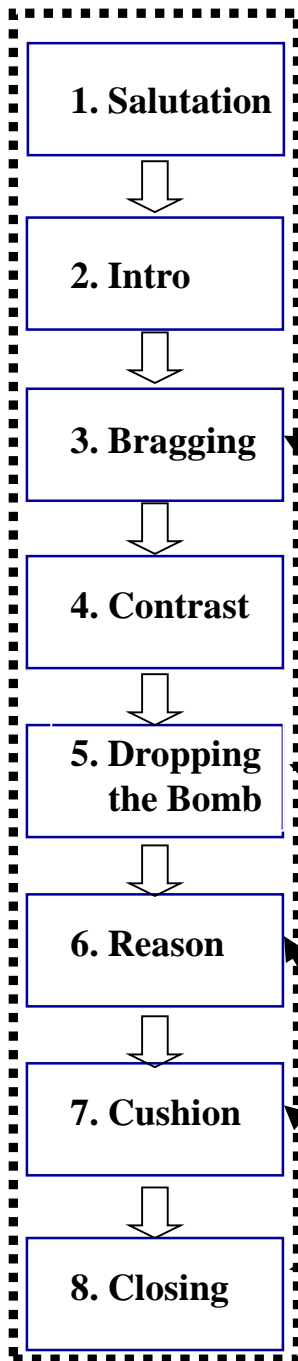 1. Salutation
2. Intro
3. Bragging
4. Contrast
5. Dropping
the Bomb
6. Reason
7. Cushion
8. Closing